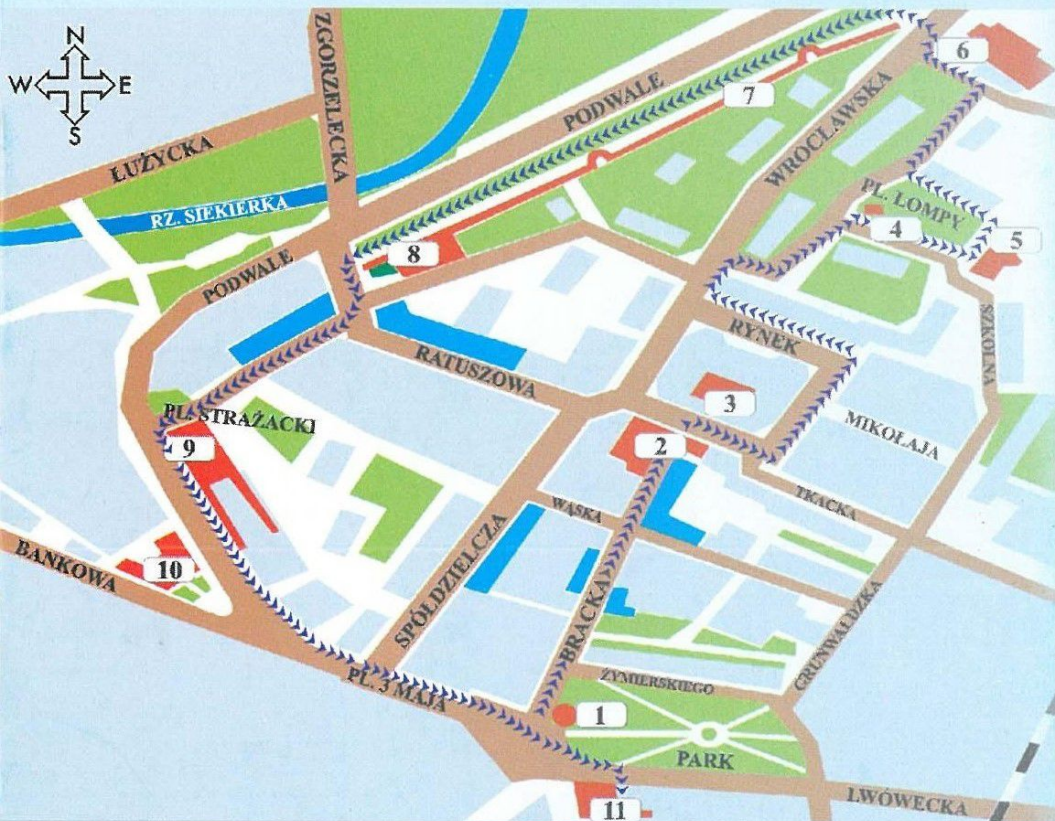 N
W E
S
ZGORZELECKA
ŁUŻYCKA
RZ. SIEKIERKA
PODWALE
PODWALE
WROCŁAWSKA
6
7
8
PL. ŁOMPY
4
5
SZKOLNA
RYNEK
RATUSZOWA
3
MIKOŁAJA
PL. STRAŻACKI
9
2
TKACKA
WĄSKA
SPÓŁDZIELCZA
BRACKA
GRUNWALDZKA
BANKOWA
10
ŻYMIERSKIEGO
PL. 3 MAJA
1
PARK
LWÓWECKA
11